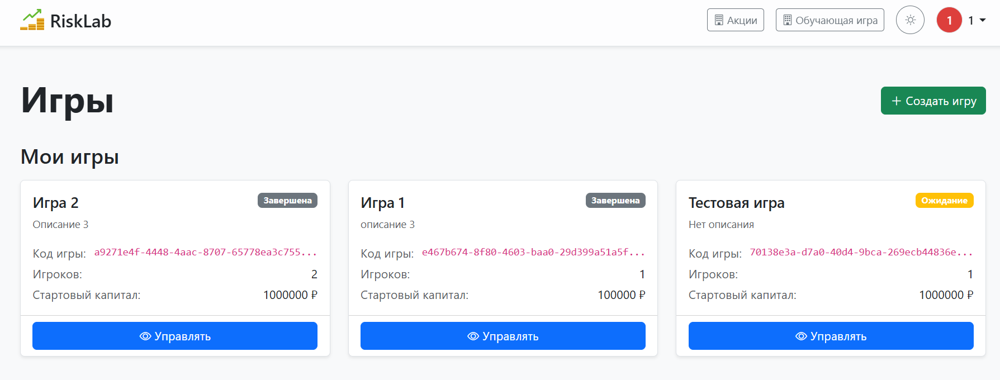 RiskLab
Акции
Обучающая игра
1
1
Игры
Создать игру
Мои игры
Игра 2
Завершена
Описание 3
Код игры: a9271e4f-4448-4aac-8707-65778ea3c755...
Игроков: 2
Стартовый капитал: 1000000 ₽
Управлять
Игра 1
Завершена
описание 3
Код игры: e467b674-8f80-4603-baa0-29d399a51a5f...
Игроков: 1
Стартовый капитал: 100000 ₽
Управлять
Тестовая игра
Ожидание
Нет описания
Код игры: 70138e3a-d7a0-40d4-9bca-269ecb44836e...
Игроков: 1
Стартовый капитал: 1000000 ₽
Управлять